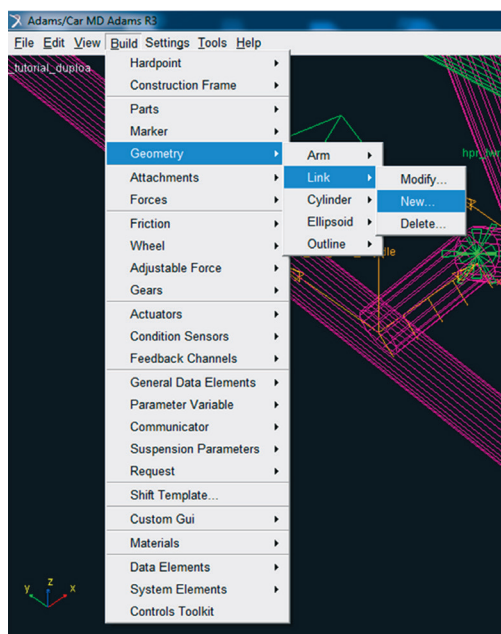 Adams/Car MD Adams R3
File Edit View Build Settings Tools Help
_tutorial_duploa
Hardpoint
Construction Frame
Parts
Marker
Geometry
Attachments
Forces
Friction
Wheel
Adjustable Force
Gears
Actuators
Condition Sensors
Feedback Channels
General Data Elements
Parameter Variable
Communicator
Suspension Parameters
Request
Shift Template...
Custom Gui
Materials
Data Elements
System Elements
Controls Toolkit
Arm
Link
Cylinder
Ellipsoid
Outline
Modify...
New...
Delete...
y z x